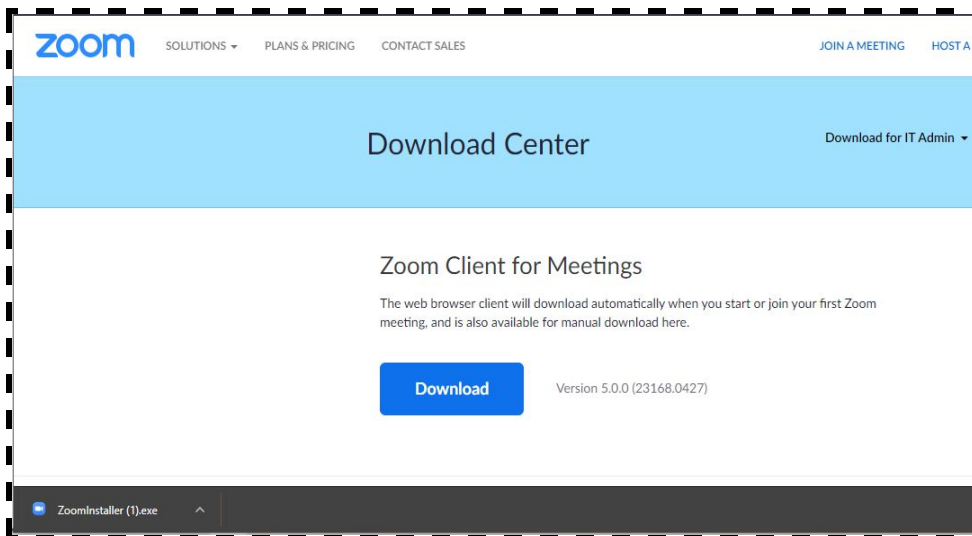 zoom SOLUTIONS PLANS & PRICING CONTACT SALES JOIN A MEETING HOST A
Download Center Download for IT Admin
Zoom Client for Meetings
The web browser client will download automatically when you start or join your first Zoom
meeting, and is also available for manual download here.
Download Version 5.0.0 (23168.0427)
ZoomInstaller (1).exe